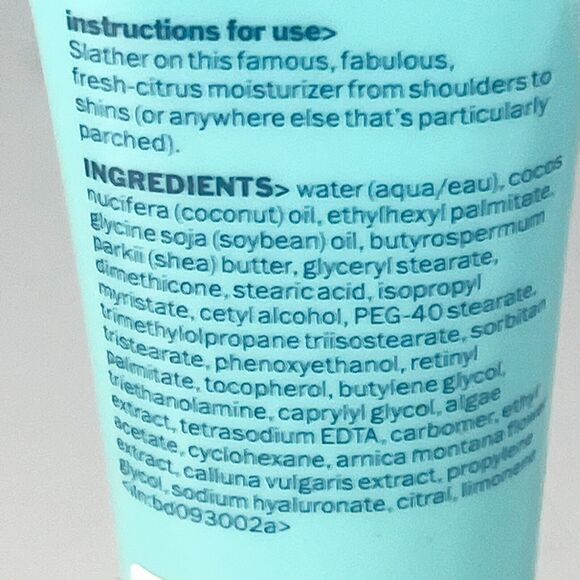 instructions for use>
Slather on this famous, fabulous,
fresh-citrus moisturizer from shoulders to
shins (or anywhere else that's particularly
parched).
INGREDIENTS> water (aqua/eau), cocos
nucifera (coconut) oil, ethylhexyl palmitate,
glycine soja (soybean) oil, butyrospermum
parkii (shea) butter, glyceryl stearate,
dimethicone, stearic acid, isopropyl
myristate, cetyl alcohol, PEG-40 stearate,
trimethylolpropane triisostearate, sorbitan
tristearate, phenoxyethanol, retinyl
palmitate, tocopherol, butylene glycol,
triethanolamine, caprylyl glycol, algae
extract, tetrasodium EDTA, carbomer, ethyl
acetate, cyclohexane, arnica montana flower
extract, calluna vulgaris extract, propylene
glycol, sodium hyaluronate, citral, limonene
<iln:bd093002a>